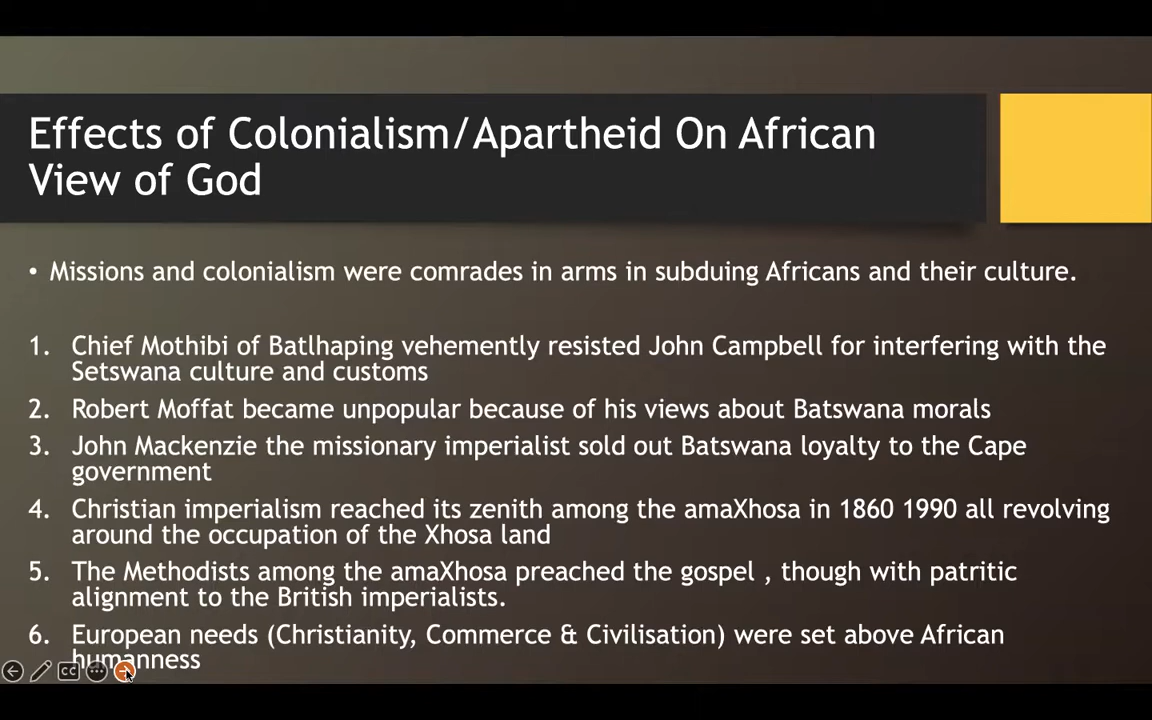 Effects of Colonialism/Apartheid On African
View of God
• Missions and colonialism were comrades in arms in subduing Africans and their culture.
1. Chief Mothibi of Batlhaping vehemently resisted John Campbell for interfering with the
Setswana culture and customs
2. Robert Moffat became unpopular because of his views about Batswana morals
3. John Mackenzie the missionary imperialist sold out Batswana loyalty to the Cape
government
4. Christian imperialism reached its zenith among the amaXhosa in 1860 1990 all revolving
around the occupation of the Xhosa land
5. The Methodists among the amaXhosa preached the gospel , though with patritic
alignment to the British imperialists.
6. European needs (Christianity, Commerce & Civilisation) were set above African
humanness
CC